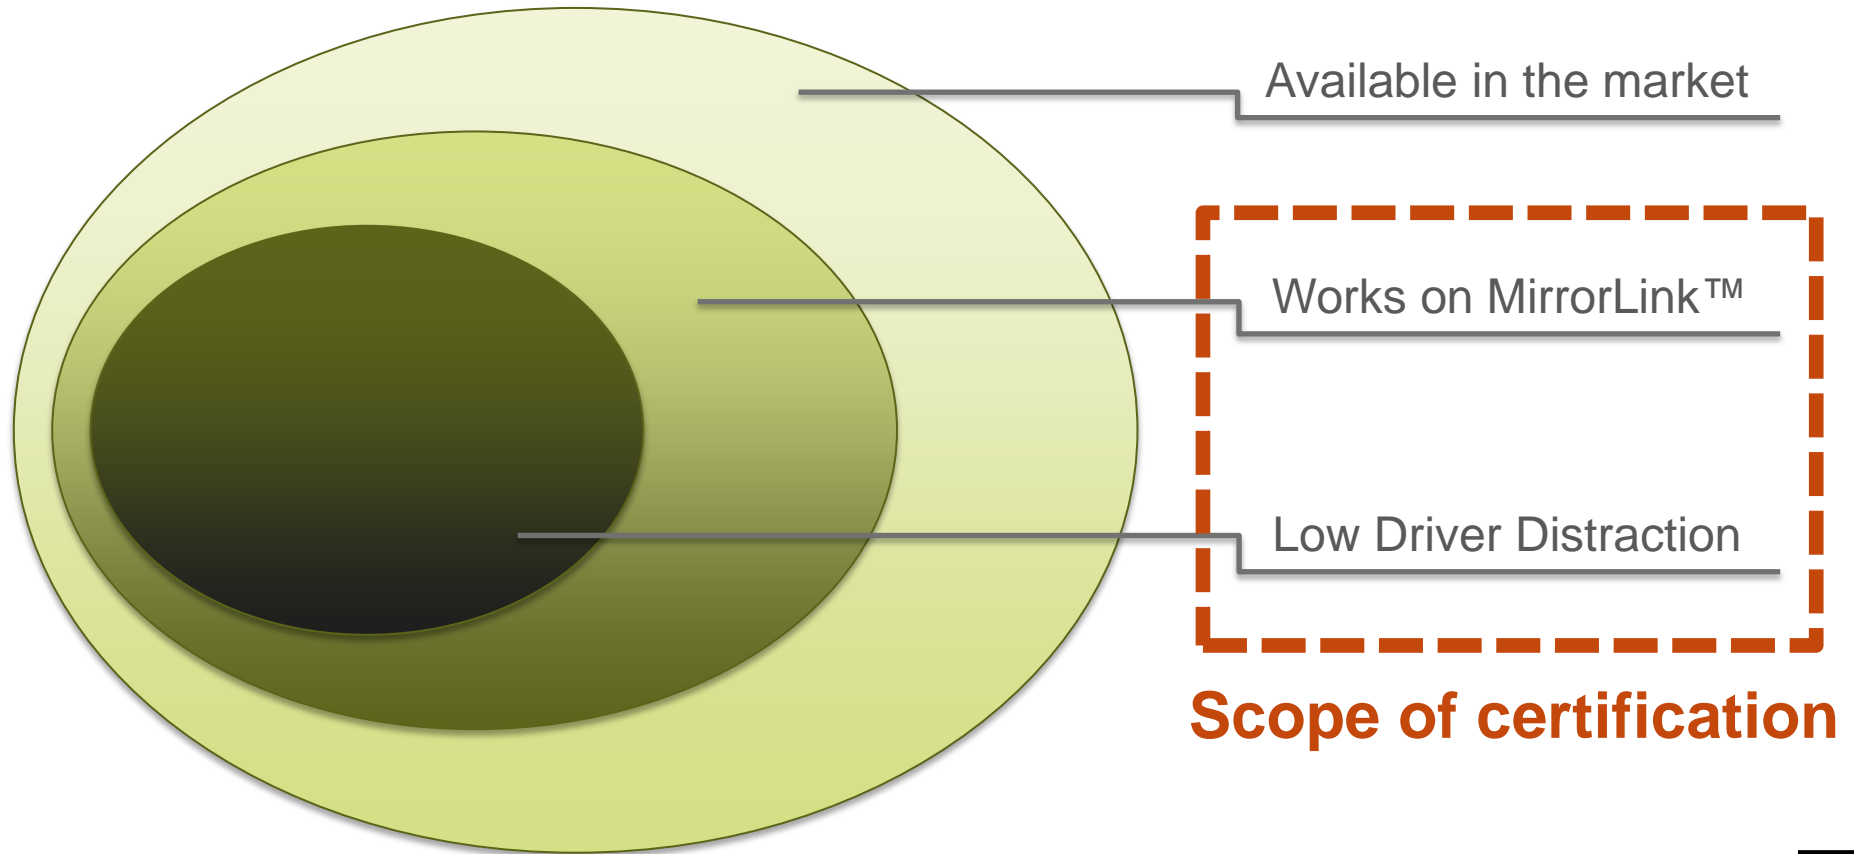 Available in the market
Works on MirrorLink™
Low Driver Distraction
Scope of certification